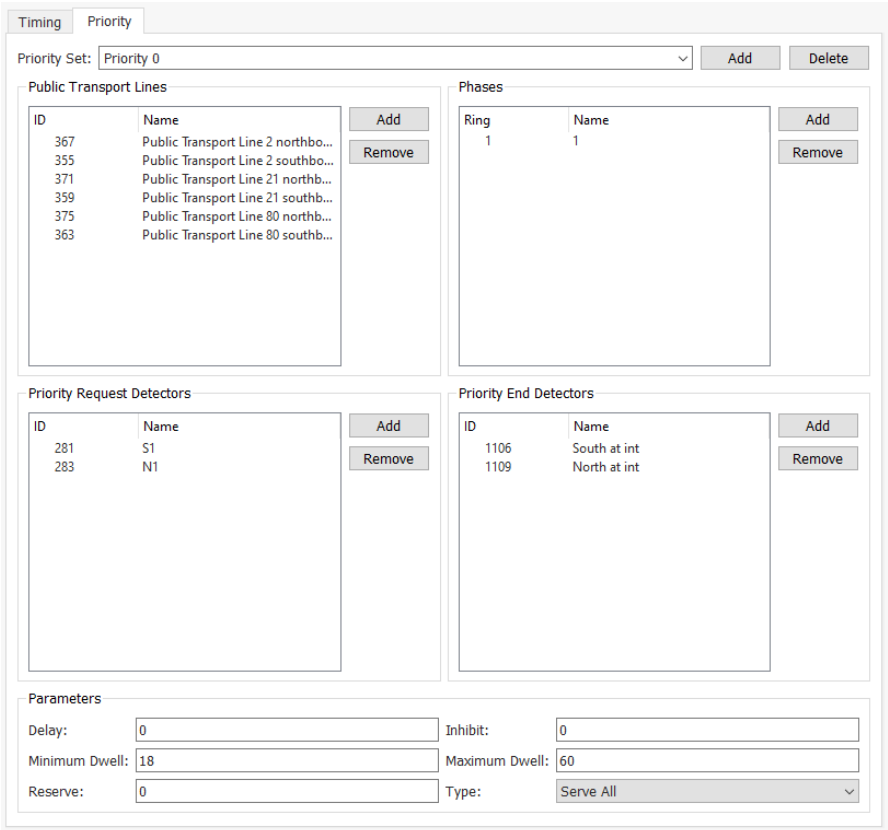 Timing Priority
Priority Set: Priority 0 Add Delete
Public Transport Lines
ID Name
367 Public Transport Line 2 northbo...
355 Public Transport Line 2 southbo...
371 Public Transport Line 21 northb...
359 Public Transport Line 21 southb...
375 Public Transport Line 80 northb...
363 Public Transport Line 80 southb...
Add
Remove
Phases
Ring Name
1 1
Add
Remove
Priority Request Detectors
ID Name
281 S1
283 N1
Add
Remove
Priority End Detectors
ID Name
1106 South at int
1109 North at int
Add
Remove
Parameters
Delay: 0 Inhibit: 0
Minimum Dwell: 18 Maximum Dwell: 60
Reserve: 0 Type: Serve All